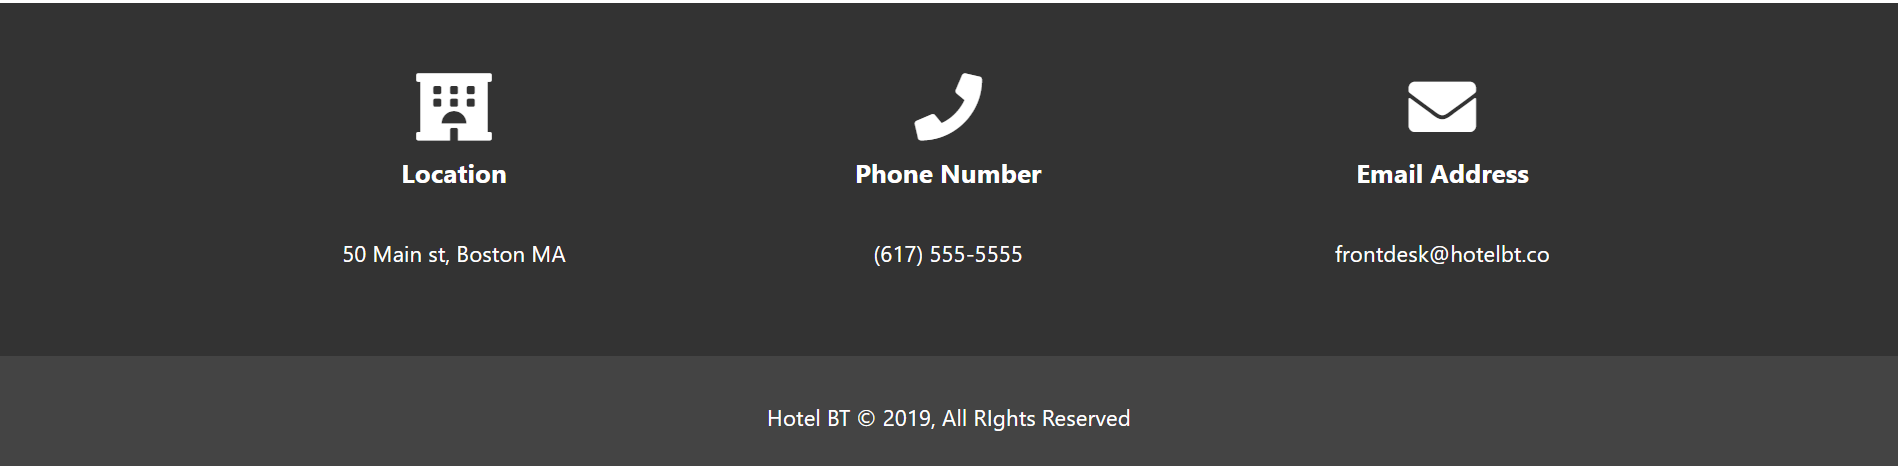 Location
Phone Number
Email Address
50 Main st, Boston MA
(617) 555-5555
frontdesk@hotelbt.co
Hotel BT © 2019, All RIghts Reserved